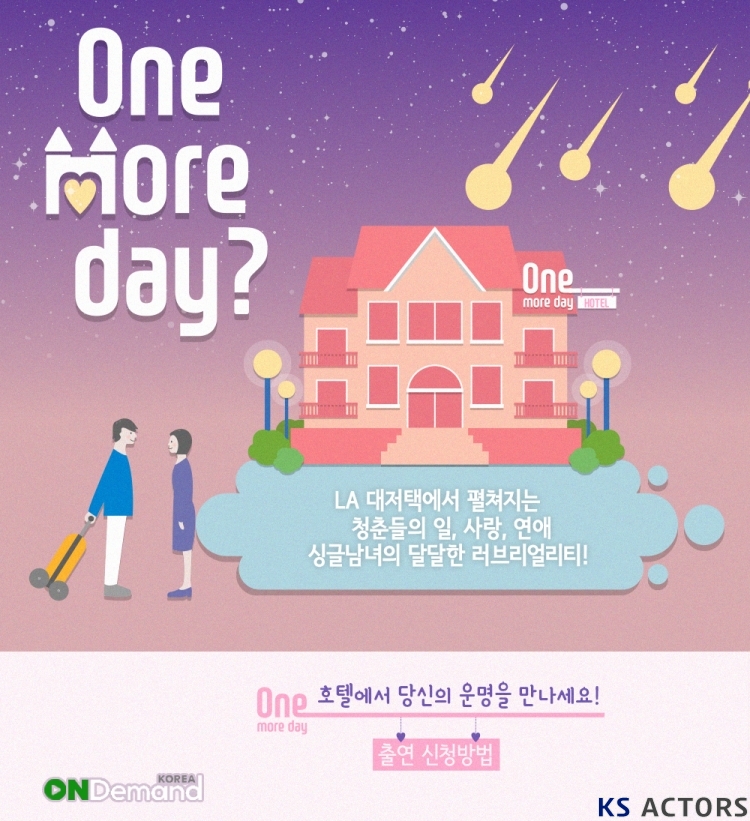 One
More
day?
One
more day HOTEL
LA 대저택에서 펼쳐지는
청춘들의 일, 사랑, 연애
싱글남녀의 달달한 러브리얼리티!
One 호텔에서 당신의 운명을 만나세요!
more day
출연 신청방법
KOREA
ONDemand
KS ACTORS